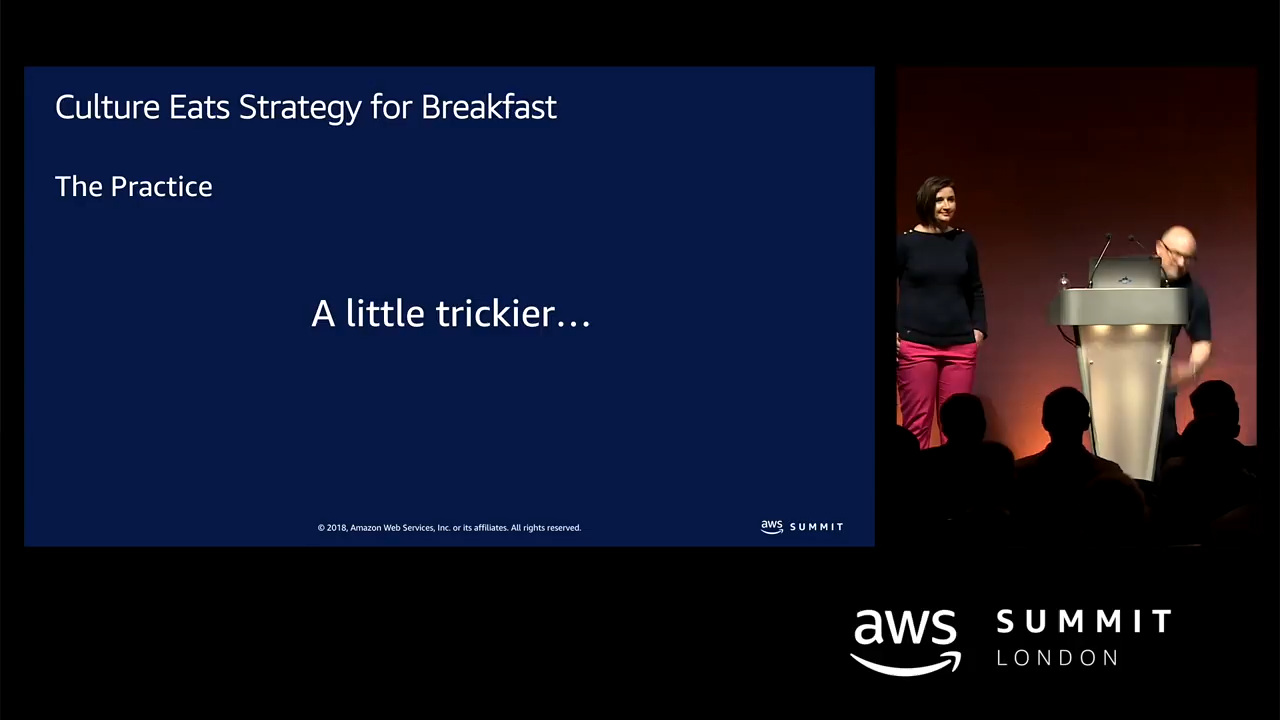 Culture Eats Strategy for Breakfast
The Practice
A little trickier...
© 2018, Amazon Web Services, Inc. or its affiliates. All rights reserved.
aws SUMMIT
aws SUMMIT
LONDON